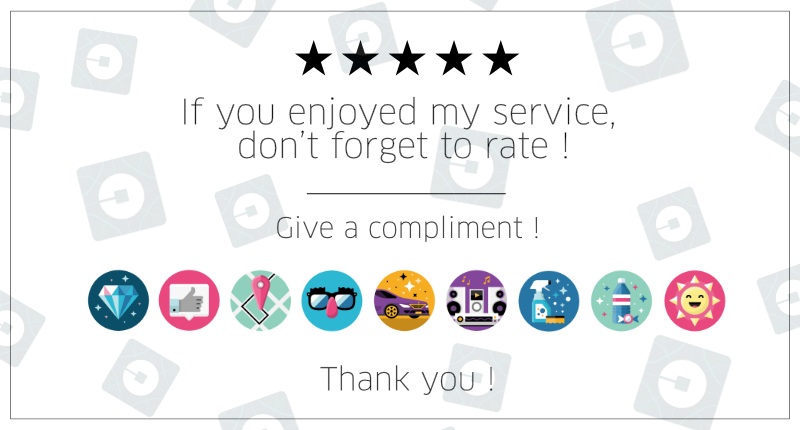 If you enjoyed my service,
don't forget to rate !
Give a compliment !
Thank you !